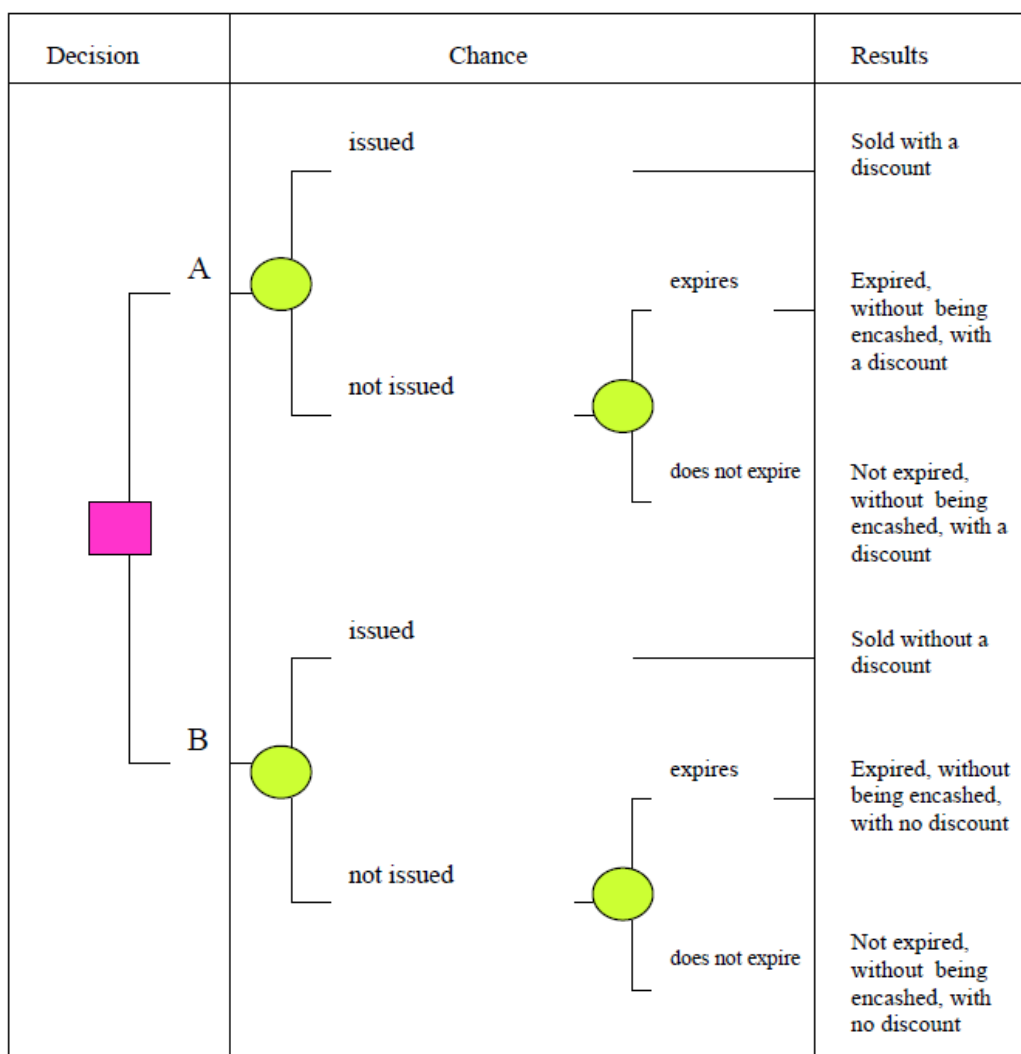 Decision
Chance
Results
issued
Sold with a
discount
A
expires
Expired,
without being
encashed, with
a discount
not issued
does not expire
Not expired,
without being
encashed, with a
discount
issued
Sold without a
discount
B
expires
Expired, without
being encashed,
with no discount
not issued
does not expire
Not expired,
without being
encashed, with
no discount